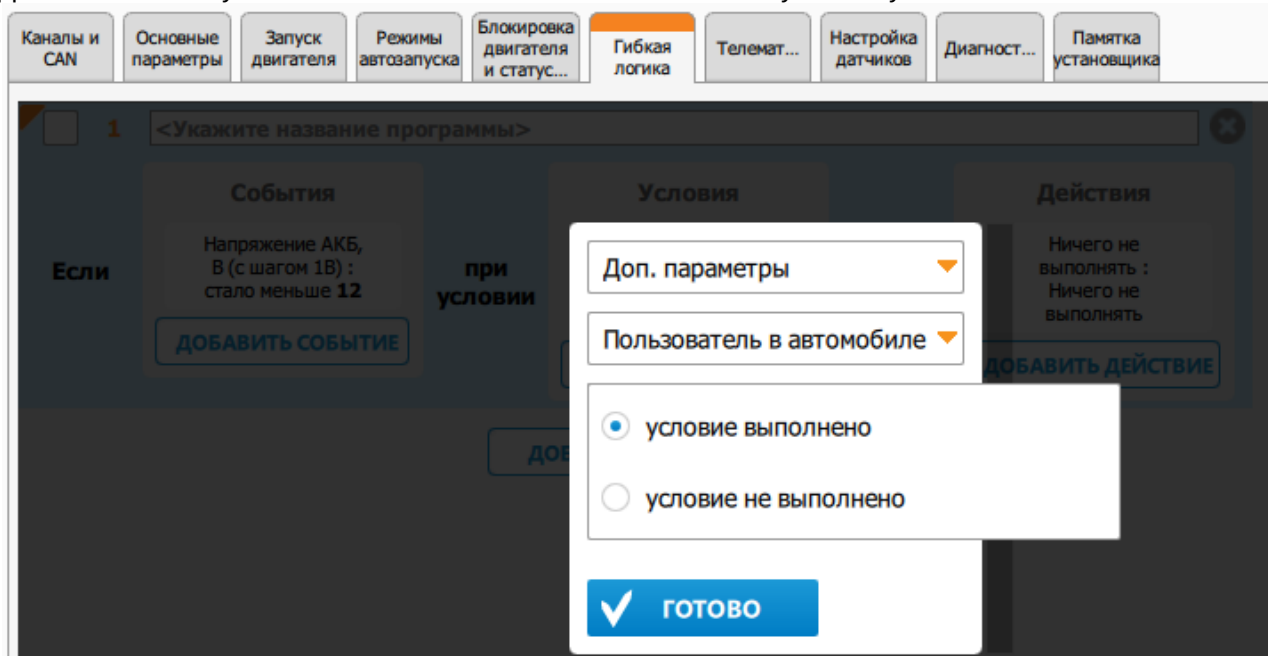 Каналы и
CAN
Основные
параметры
Запуск
двигателя
Режимы
автозапуска
Блокировка
двигателя
и статус...
Гибкая
логика
Телемат...
Настройка
датчиков
Диагност...
Памятка
установщика
1
<Укажите название программы>
События
Условия
Действия
Если
Напряжение АКБ,
В (с шагом 1В) :
стало меньше 12
ДОБАВИТЬ СОБЫТИЕ
при
условии
Доп. параметры
Пользователь в автомобиле
условие выполнено
условие не выполнено
ГОТОВО
Ничего не
выполнять :
Ничего не
выполнять
ДОБАВИТЬ ДЕЙСТВИЕ